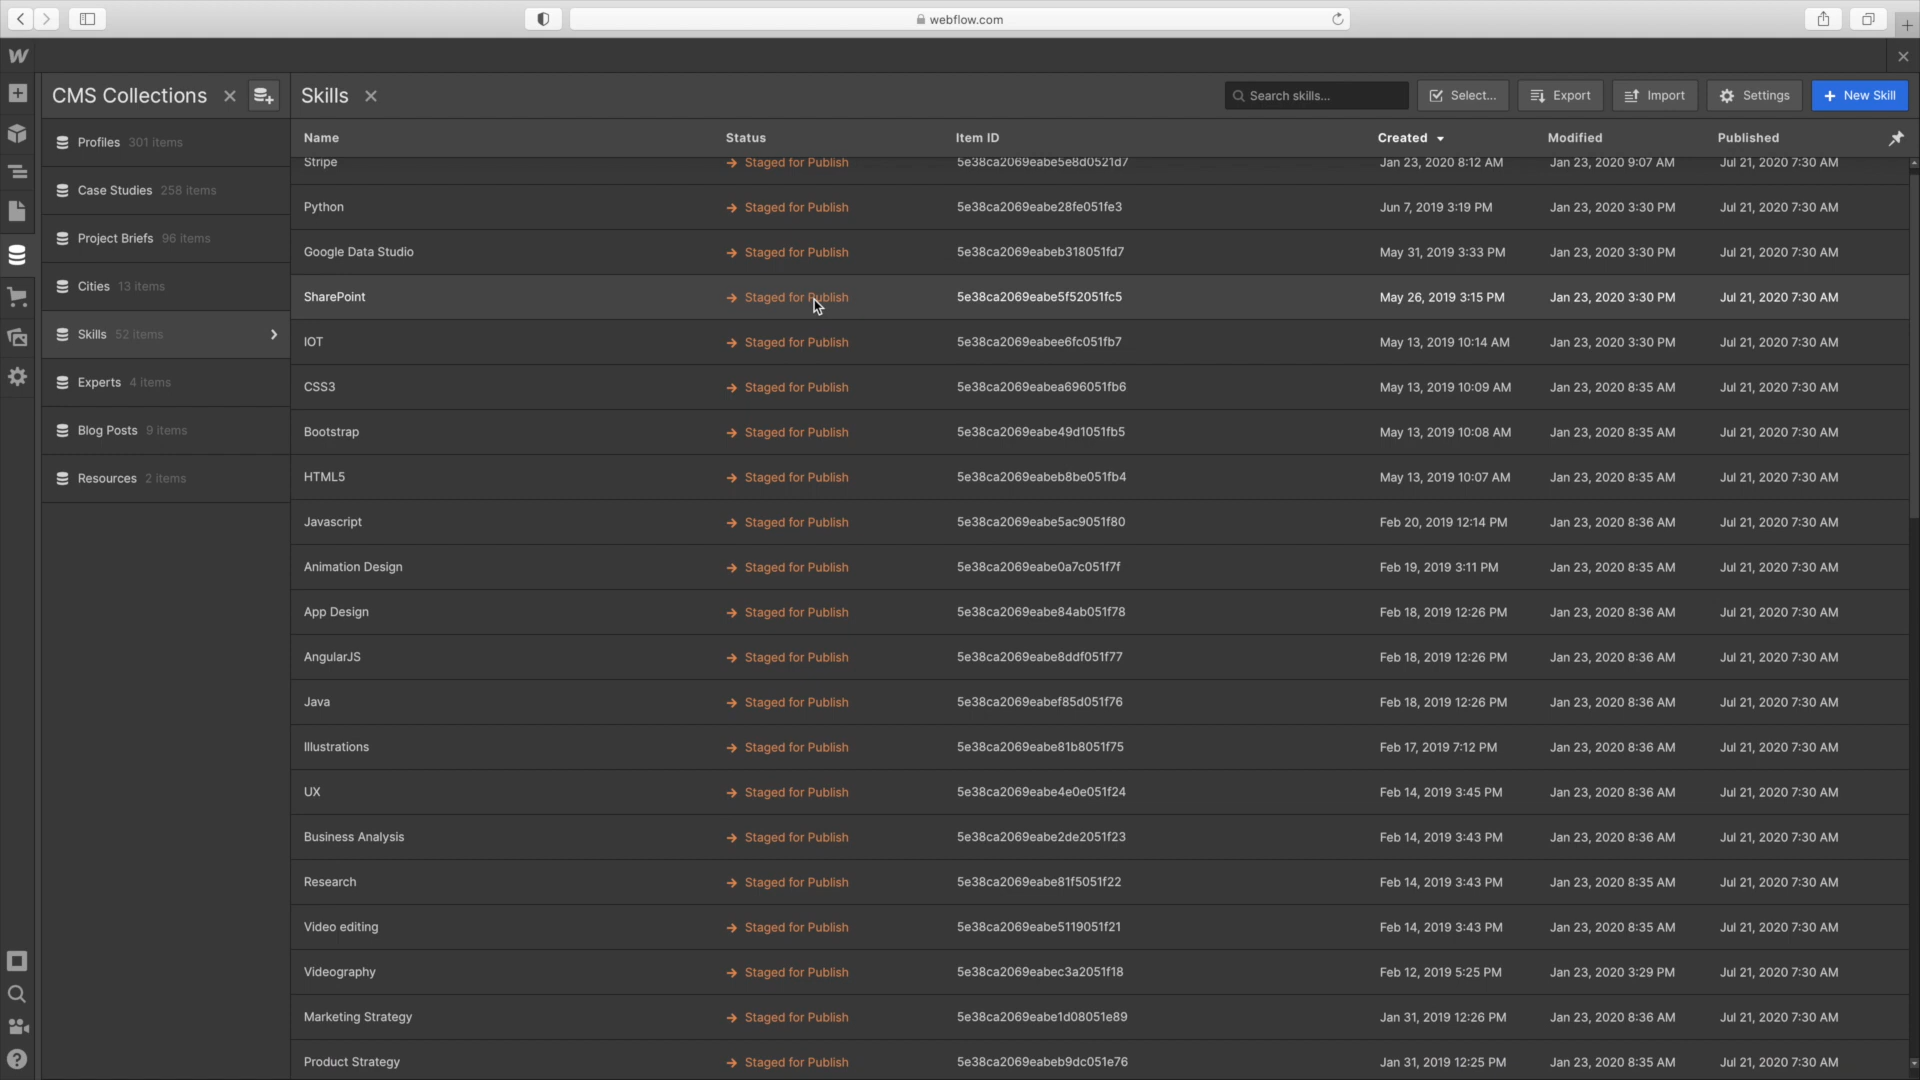 webflow.com
W
CMS Collections
Profiles 301 items
Case Studies 258 items
Project Briefs 96 items
Cities 13 items
Skills 52 items
Experts 4 items
Blog Posts 9 items
Resources 2 items
Skills
Search skills...
Select...
Export
Import
Settings
+ New Skill
Name Status Item ID Created Modified Published
Stripe Staged for Publish 5e38ca2069eabe5e8d0521d7 Jan 23, 2020 8:12 AM Jan 23, 2020 9:07 AM Jul 21, 2020 7:30 AM
Python Staged for Publish 5e38ca2069eabe28fe051fe3 Jun 7, 2019 3:19 PM Jan 23, 2020 3:30 PM Jul 21, 2020 7:30 AM
Google Data Studio Staged for Publish 5e38ca2069eabeb318051fd7 May 31, 2019 3:33 PM Jan 23, 2020 3:30 PM Jul 21, 2020 7:30 AM
SharePoint Staged for Publish 5e38ca2069eabe5f52051fc5 May 26, 2019 3:15 PM Jan 23, 2020 3:30 PM Jul 21, 2020 7:30 AM
IOT Staged for Publish 5e38ca2069eabee6fc051fb7 May 13, 2019 10:14 AM Jan 23, 2020 3:30 PM Jul 21, 2020 7:30 AM
CSS3 Staged for Publish 5e38ca2069eabea696051fb6 May 13, 2019 10:09 AM Jan 23, 2020 8:35 AM Jul 21, 2020 7:30 AM
Bootstrap Staged for Publish 5e38ca2069eabe49d1051fb5 May 13, 2019 10:08 AM Jan 23, 2020 8:35 AM Jul 21, 2020 7:30 AM
HTML5 Staged for Publish 5e38ca2069eabeb8be051fb4 May 13, 2019 10:07 AM Jan 23, 2020 8:35 AM Jul 21, 2020 7:30 AM
Javascript Staged for Publish 5e38ca2069eabe5ac9051f80 Feb 20, 2019 12:14 PM Jan 23, 2020 8:36 AM Jul 21, 2020 7:30 AM
Animation Design Staged for Publish 5e38ca2069eabe0a7c051f7f Feb 19, 2019 3:11 PM Jan 23, 2020 8:35 AM Jul 21, 2020 7:30 AM
App Design Staged for Publish 5e38ca2069eabe84ab051f78 Feb 18, 2019 12:26 PM Jan 23, 2020 8:36 AM Jul 21, 2020 7:30 AM
AngularJS Staged for Publish 5e38ca2069eabe8ddf051f77 Feb 18, 2019 12:26 PM Jan 23, 2020 8:36 AM Jul 21, 2020 7:30 AM
Java Staged for Publish 5e38ca2069eabef85d051f76 Feb 18, 2019 12:26 PM Jan 23, 2020 8:36 AM Jul 21, 2020 7:30 AM
Illustrations Staged for Publish 5e38ca2069eabe81b8051f75 Feb 17, 2019 7:12 PM Jan 23, 2020 8:36 AM Jul 21, 2020 7:30 AM
UX Staged for Publish 5e38ca2069eabe4e0e051f24 Feb 14, 2019 3:45 PM Jan 23, 2020 8:36 AM Jul 21, 2020 7:30 AM
Business Analysis Staged for Publish 5e38ca2069eabe2de2051f23 Feb 14, 2019 3:43 PM Jan 23, 2020 8:36 AM Jul 21, 2020 7:30 AM
Research Staged for Publish 5e38ca2069eabe81f5051f22 Feb 14, 2019 3:43 PM Jan 23, 2020 8:35 AM Jul 21, 2020 7:30 AM
Video editing Staged for Publish 5e38ca2069eabe5119051f21 Feb 14, 2019 3:43 PM Jan 23, 2020 8:35 AM Jul 21, 2020 7:30 AM
Videography Staged for Publish 5e38ca2069eabec3a2051f18 Feb 12, 2019 5:25 PM Jan 23, 2020 3:29 PM Jul 21, 2020 7:30 AM
Marketing Strategy Staged for Publish 5e38ca2069eabe1d08051e89 Jan 31, 2019 12:26 PM Jan 23, 2020 8:36 AM Jul 21, 2020 7:30 AM
Product Strategy Staged for Publish 5e38ca2069eabeb9dc051e76 Jan 31, 2019 12:25 PM Jan 23, 2020 8:35 AM Jul 21, 2020 7:30 AM